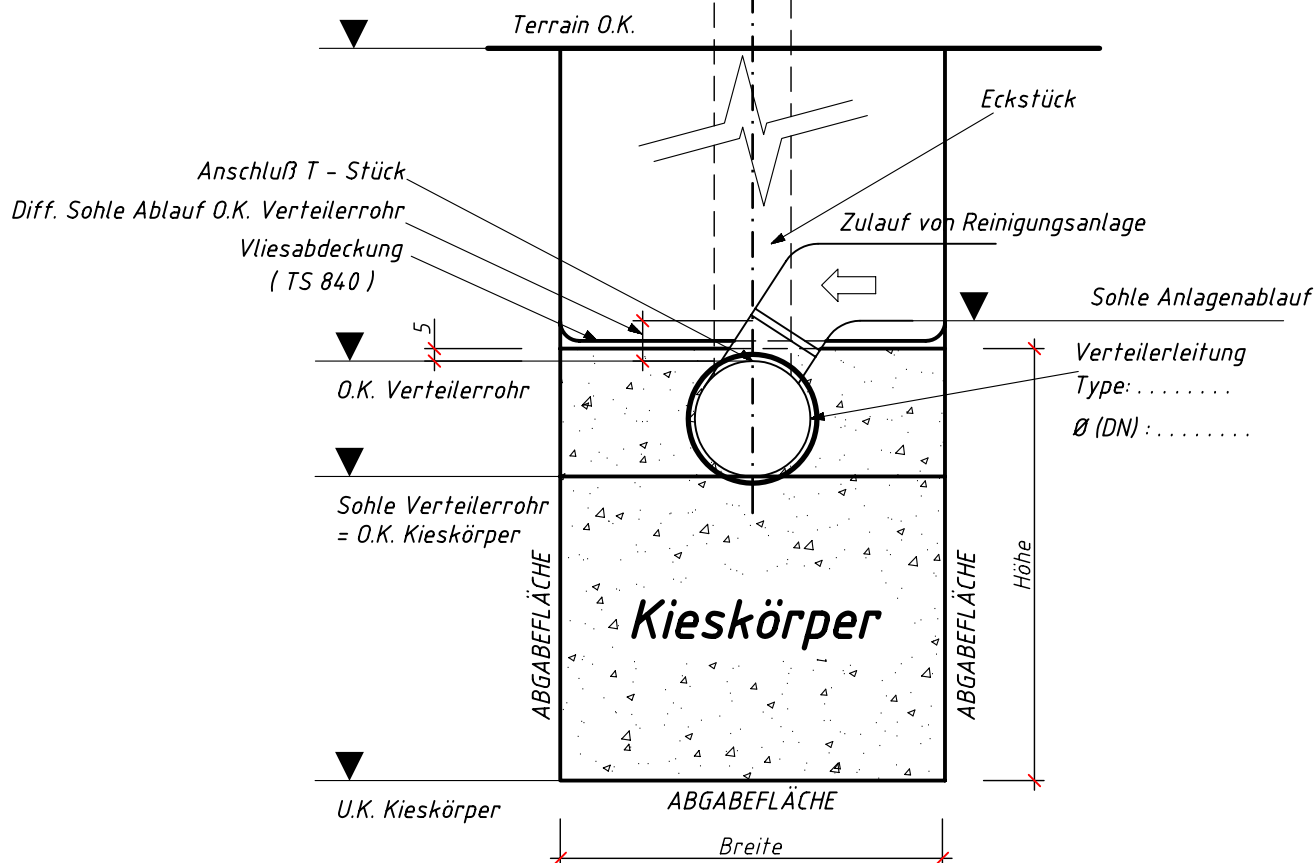 Terrain O.K.
Eckstück
Anschluß T - Stück
Diff. Sohle Ablauf O.K. Verteilerrohr
Vliesabdeckung
( TS 840 )
Zulauf von Reinigungsanlage
Sohle Anlagenablauf
5
O.K. Verteilerrohr
Verteilerleitung
Type: . . . . . . . .
Ø (DN) : . . . . . . . .
Sohle Verteilerrohr
= O.K. Kieskörper
ABGABEFLÄCHE
Kieskörper
ABGABEFLÄCHE
Höhe
U.K. Kieskörper
ABGABEFLÄCHE
Breite